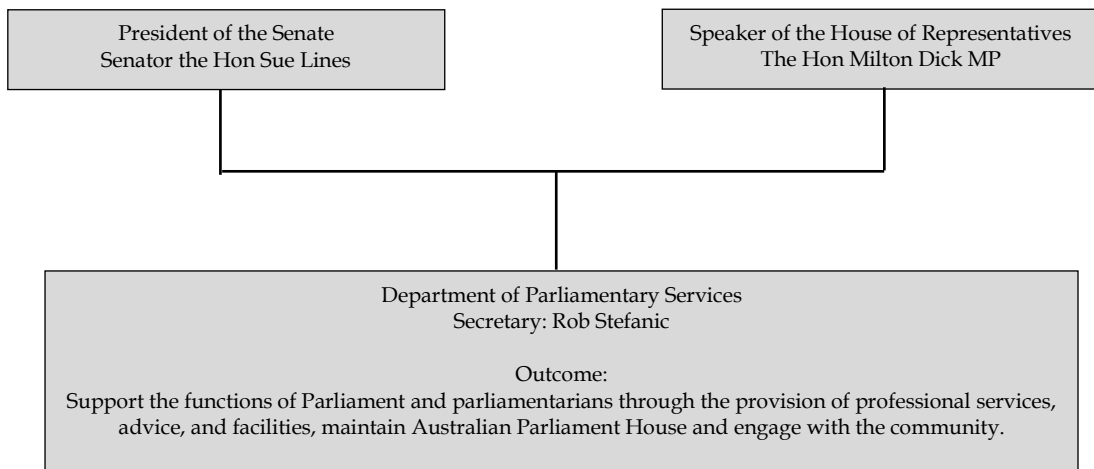 President of the Senate
Senator the Hon Sue Lines
Speaker of the House of Representatives
The Hon Milton Dick MP
Department of Parliamentary Services
Secretary: Rob Stefanic
Outcome:
Support the functions of Parliament and parliamentarians through the provision of professional services,
advice, and facilities, maintain Australian Parliament House and engage with the community.